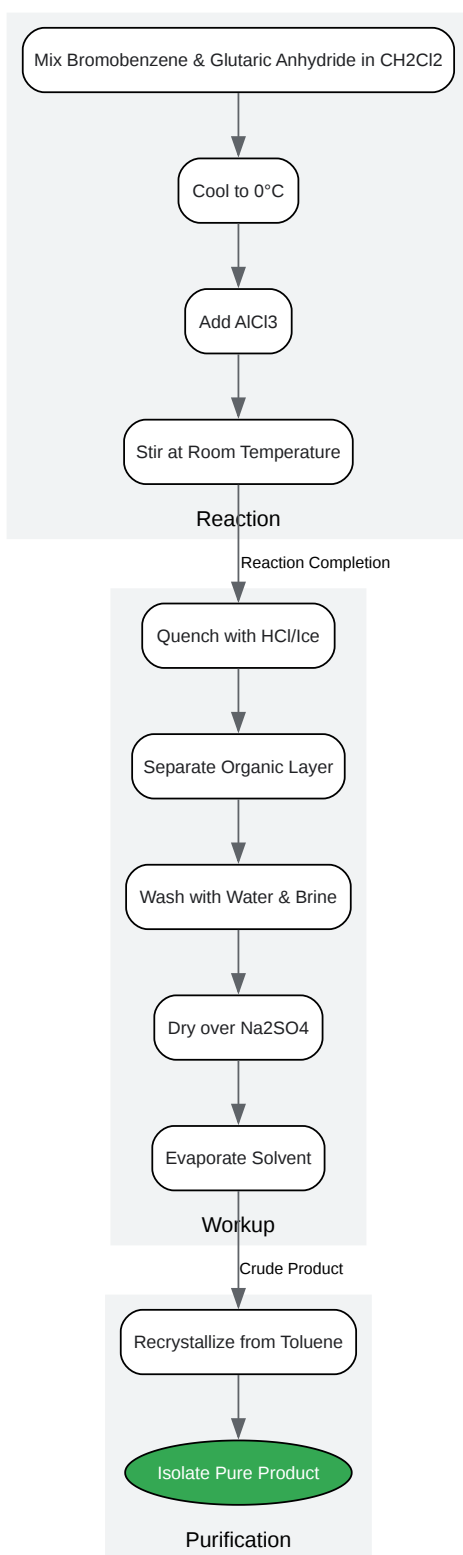 Mix Bromobenzene & Glutaric Anhydride in CH2Cl2
Cool to 0°C
Add AlCl3
Stir at Room Temperature
Reaction
Reaction Completion
Quench with HCl/Ice
Separate Organic Layer
Wash with Water & Brine
Dry over Na2SO4
Evaporate Solvent
Workup
Crude Product
Recrystallize from Toluene
Isolate Pure Product
Purification